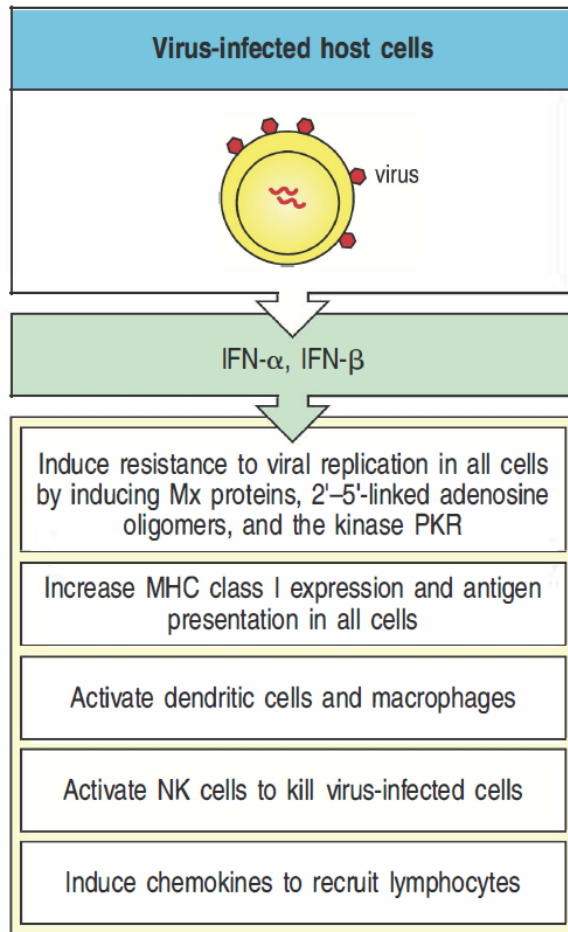 Virus-infected host cells
virus
IFN-α, IFN-β
Induce resistance to viral replication in all cells
by inducing Mx proteins, 2'–5'-linked adenosine
oligomers, and the kinase PKR
Increase MHC class I expression and antigen
presentation in all cells
Activate dendritic cells and macrophages
Activate NK cells to kill virus-infected cells
Induce chemokines to recruit lymphocytes